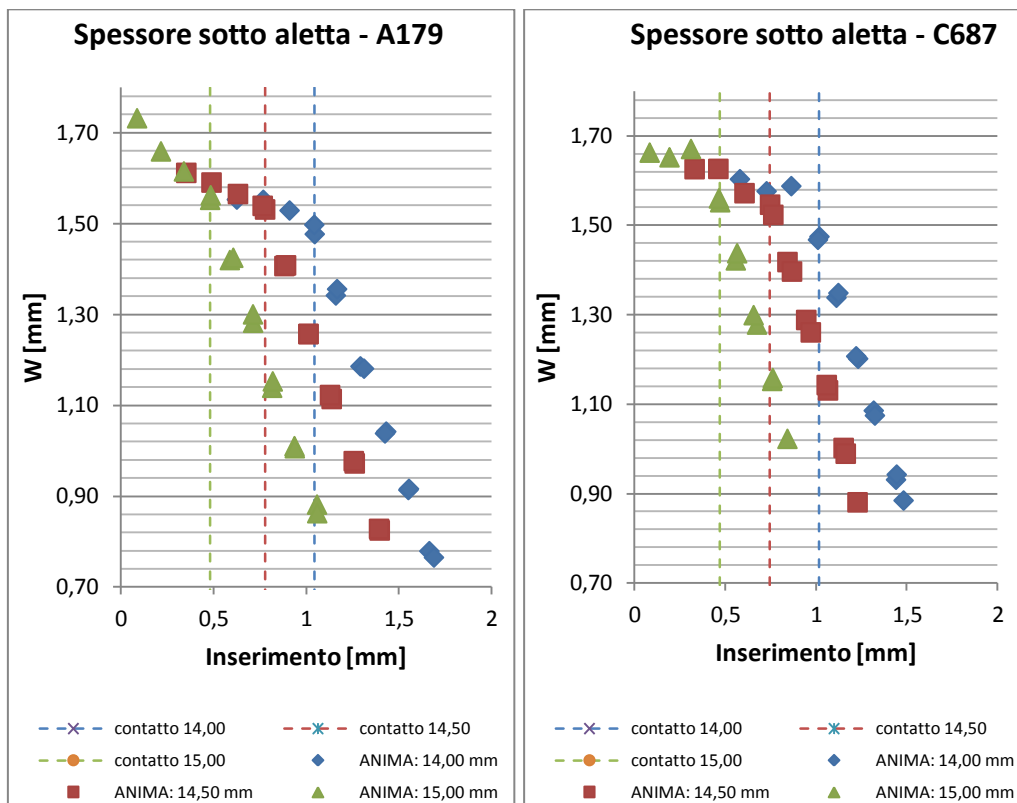 Spessore sotto aletta - A179
1,70
1,50
1,30
1,10
0,90
0,70
W [mm]
0
0,5
1
1,5
2
Inserimento [mm]
contatto 14,00
contatto 14,50
contatto 15,00
ANIMA: 14,00 mm
ANIMA: 14,50 mm
ANIMA: 15,00 mm
Spessore sotto aletta - C687
1,70
1,50
1,30
1,10
0,90
0,70
W [mm]
0
0,5
1
1,5
2
Inserimento [mm]
contatto 14,00
contatto 14,50
contatto 15,00
ANIMA: 14,00 mm
ANIMA: 14,50 mm
ANIMA: 15,00 mm